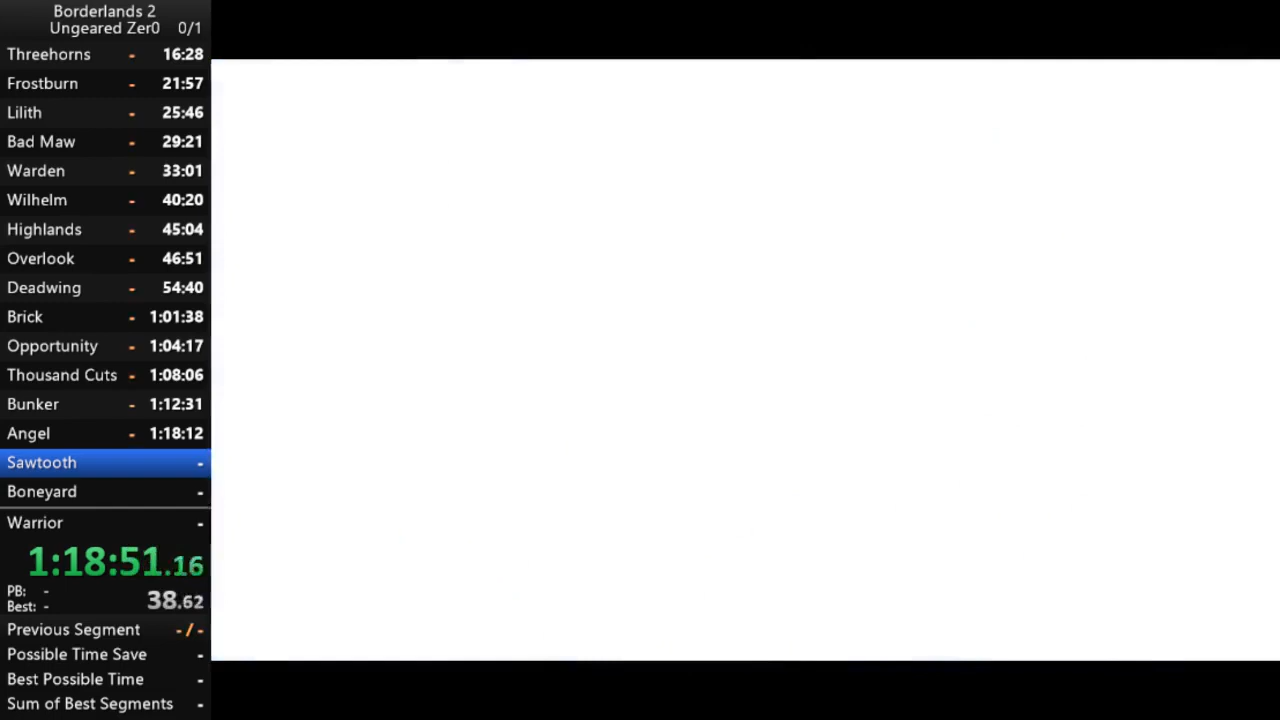 Borderlands 2
Ungeared Zer0 0/1
Threehorns - 16:28
Frostburn - 21:57
Lilith - 25:46
Bad Maw - 29:21
Warden - 33:01
Wilhelm - 40:20
Highlands - 45:04
Overlook - 46:51
Deadwing - 54:40
Brick - 1:01:38
Opportunity - 1:04:17
Thousand Cuts - 1:08:06
Bunker - 1:12:31
Angel - 1:18:12
Sawtooth -
Boneyard -
Warrior -
1:18:51.16
PB: -
Best: - 38.62
Previous Segment - / -
Possible Time Save -
Best Possible Time -
Sum of Best Segments -